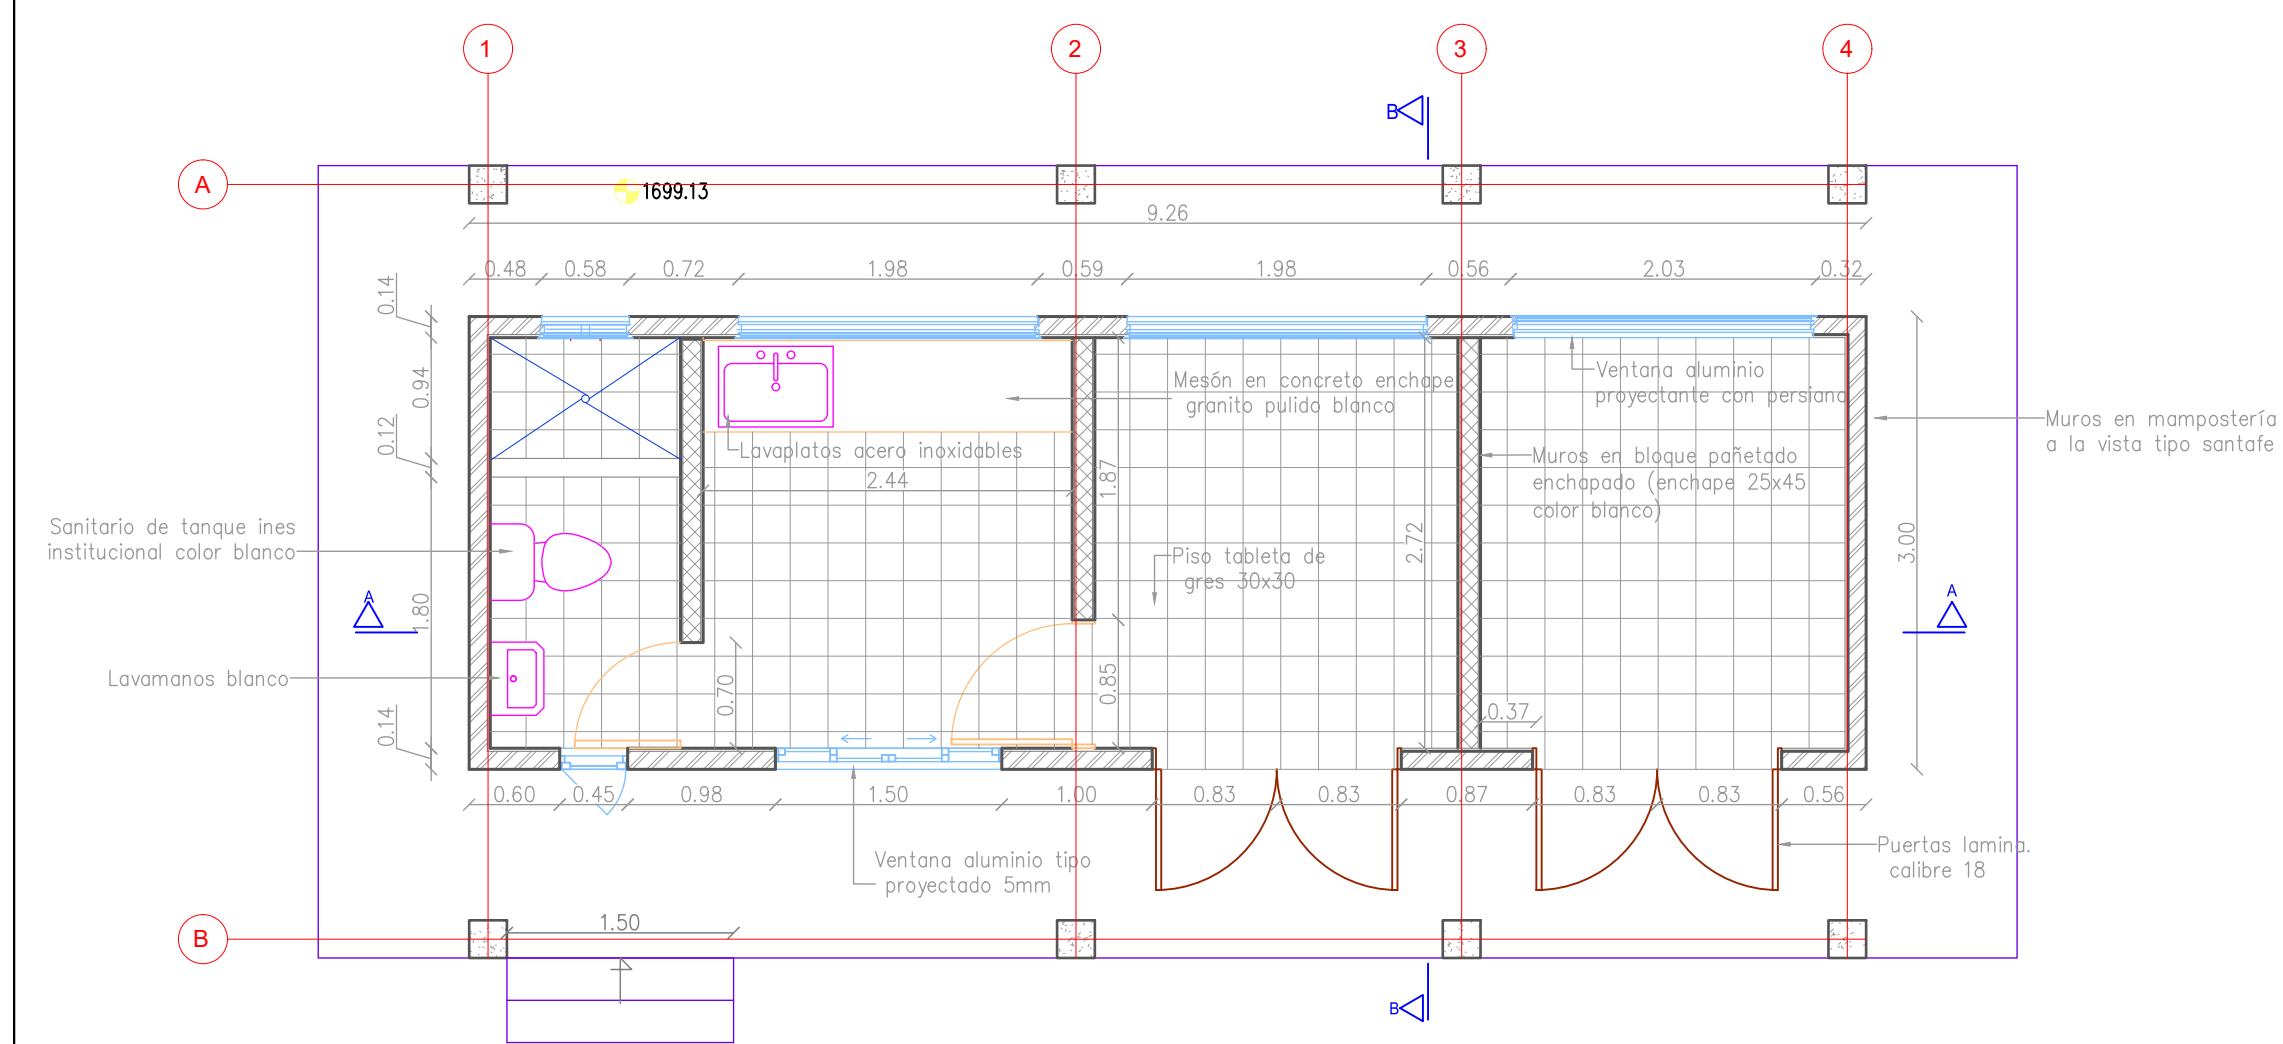 1 2 3 4
B
A
1699.13
9.26
0.48 0.58 0.72 1.98 0.59 1.98 0.56 2.03 0.32
0.14
0.94
0.12
1.80
0.14
Mesón en concreto enchape
granito pulido blanco
Ventana aluminio
proyectante con persiana
Muros en mampostería
a la vista tipo santafe
Lavaplatos acero inoxidables
2.44
1.87
Muros en bloque pañetado
enchapado (enchape 25x45
color blanco)
Sanitario de tanque ines
institucional color blanco
2.72
3.00
Piso tableta de
gres 30x30
A
A
Lavamanos blanco
0.70
0.85
0.37
0.60 0.45 0.98 1.50 1.00 0.83 0.83 0.87 0.83 0.83 0.56
Ventana aluminio tipo
proyectado 5mm
Puertas lamina.
calibre 18
B
1.50
B